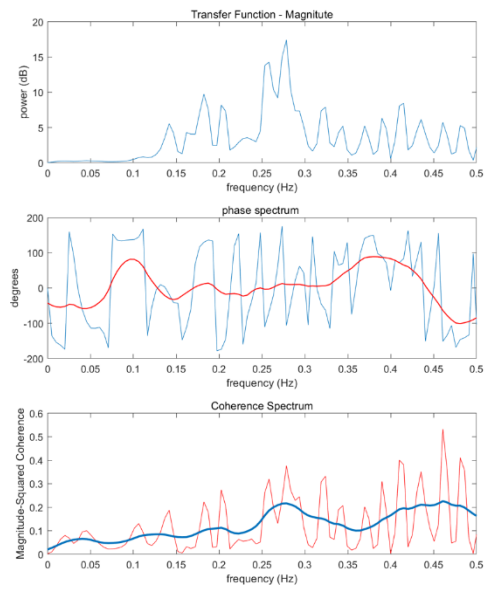 Transfer Function - Magnitute
power (dB)
20
15
10
5
0
0 0.05 0.1 0.15 0.2 0.25 0.3 0.35 0.4 0.45 0.5
frequency (Hz)
phase spectrum
degrees
200
100
0
-100
-200
0 0.05 0.1 0.15 0.2 0.25 0.3 0.35 0.4 0.45 0.5
frequency (Hz)
Coherence Spectrum
Magnitude-Squared Coherence
0.6
0.5
0.4
0.3
0.2
0.1
0
0 0.05 0.1 0.15 0.2 0.25 0.3 0.35 0.4 0.45 0.5
frequency (Hz)